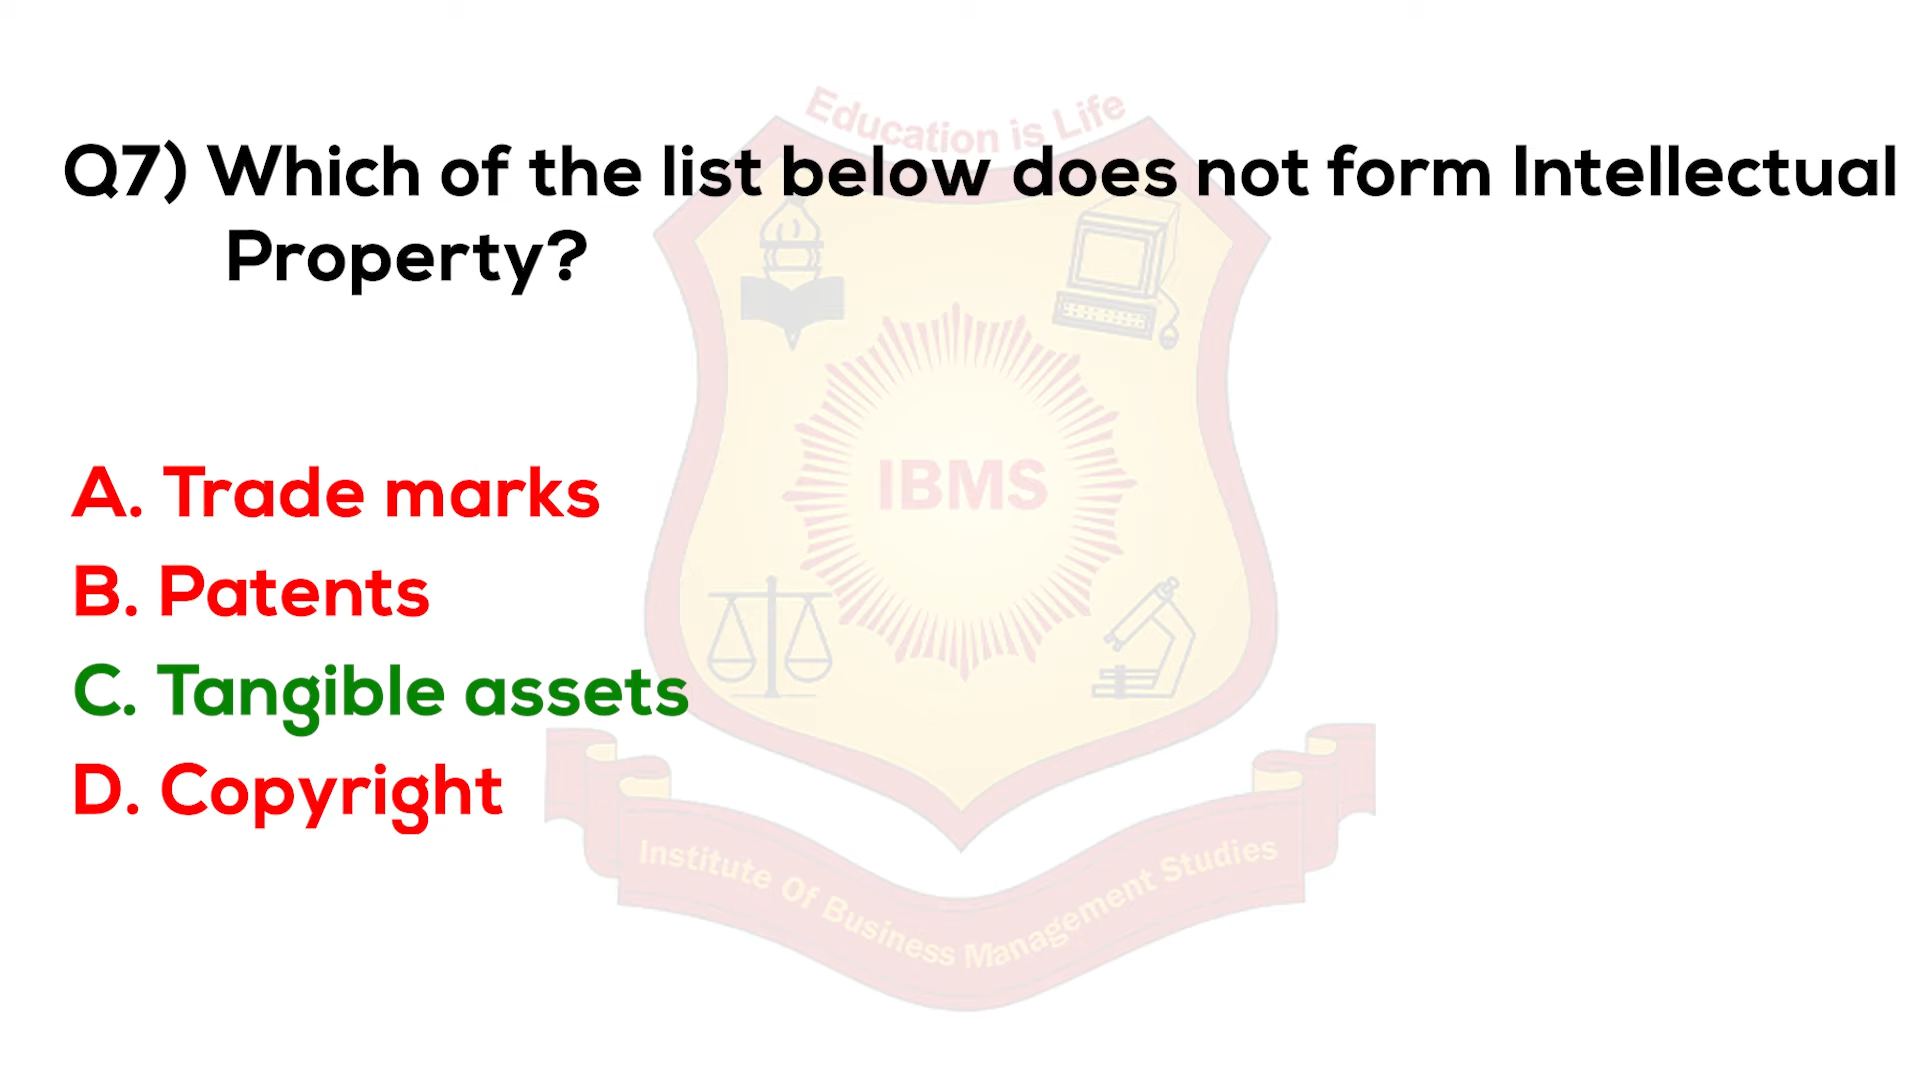 Education is Life
Q7) Which of the list below does not form Intellectual
Property?
IBMS
A. Trade marks
B. Patents
C. Tangible assets
D. Copyright
Institute Of Business Management Studies